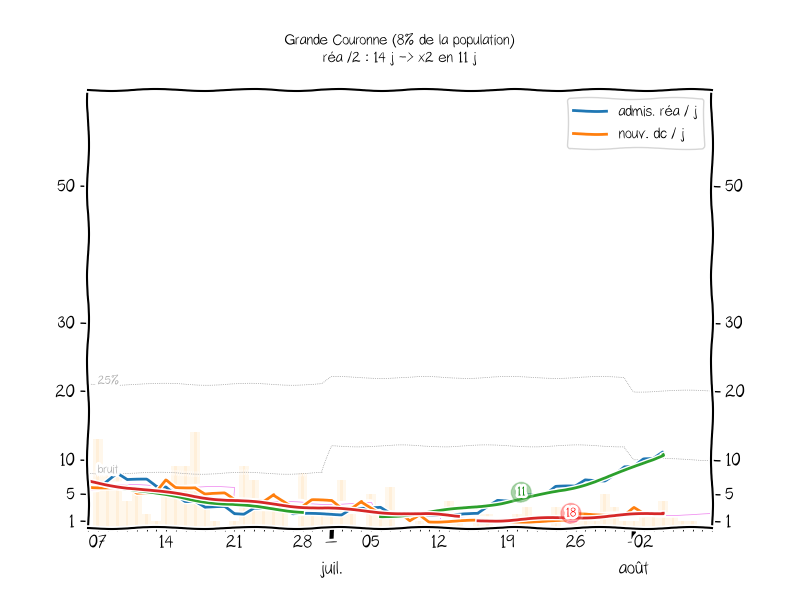 Grande Couronne (8% de la population)
réa /2 : 14 j -> x2 en 11 j
admis. réa / j
nouv. dc / j
50
50
30
30
25%
20
20
bruit
10
10
11
5
5
18
1
1
07 14 21 28 05 12 19 26 02
juil. août